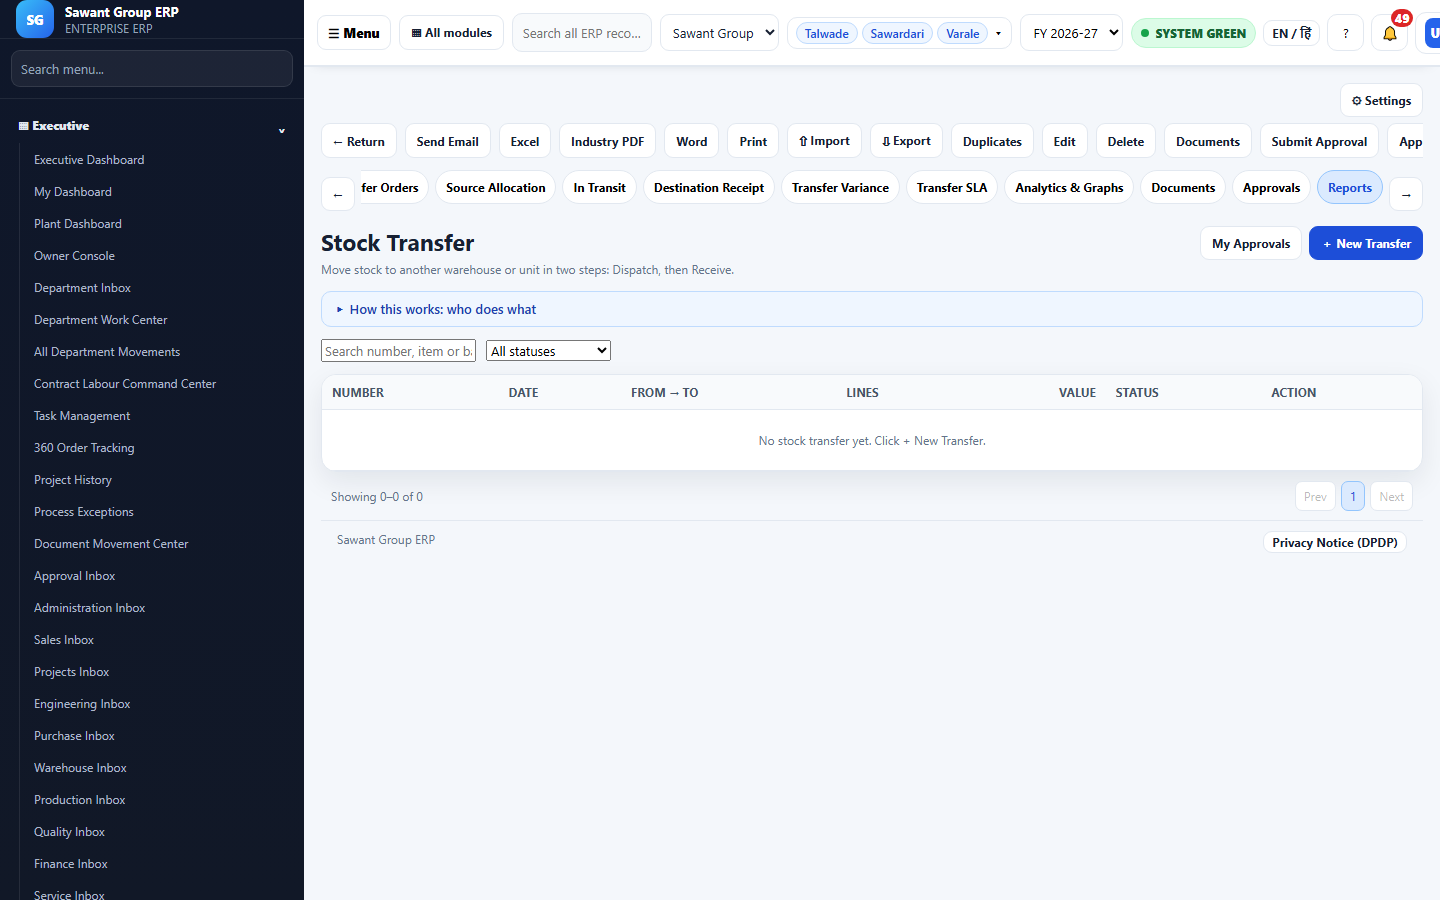 SG Sawant Group ERP
ENTERPRISE ERP
☰ Menu
All modules
Search all ERP reco...
Sawant Group
Talwade Sawardari Varale
FY 2026-27
SYSTEM GREEN
EN / हिं
?
49
U
Search menu...
Settings
Executive
← Return
Send Email
Excel
Industry PDF
Word
Print
⇧ Import
⇩ Export
Duplicates
Edit
Delete
Documents
Submit Approval
App
←
fer Orders
Source Allocation
In Transit
Destination Receipt
Transfer Variance
Transfer SLA
Analytics & Graphs
Documents
Approvals
Reports
→
Executive Dashboard
My Dashboard
Plant Dashboard
Owner Console
Department Inbox
Department Work Center
All Department Movements
Contract Labour Command Center
Task Management
360 Order Tracking
Project History
Process Exceptions
Document Movement Center
Approval Inbox
Administration Inbox
Sales Inbox
Projects Inbox
Engineering Inbox
Purchase Inbox
Warehouse Inbox
Production Inbox
Quality Inbox
Finance Inbox
Service Inbox
Stock Transfer
Move stock to another warehouse or unit in two steps: Dispatch, then Receive.
My Approvals
+ New Transfer
How this works: who does what
Search number, item or ba
All statuses
NUMBER DATE FROM → TO LINES VALUE STATUS ACTION
No stock transfer yet. Click + New Transfer.
Showing 0–0 of 0
Prev 1 Next
Sawant Group ERP
Privacy Notice (DPDP)